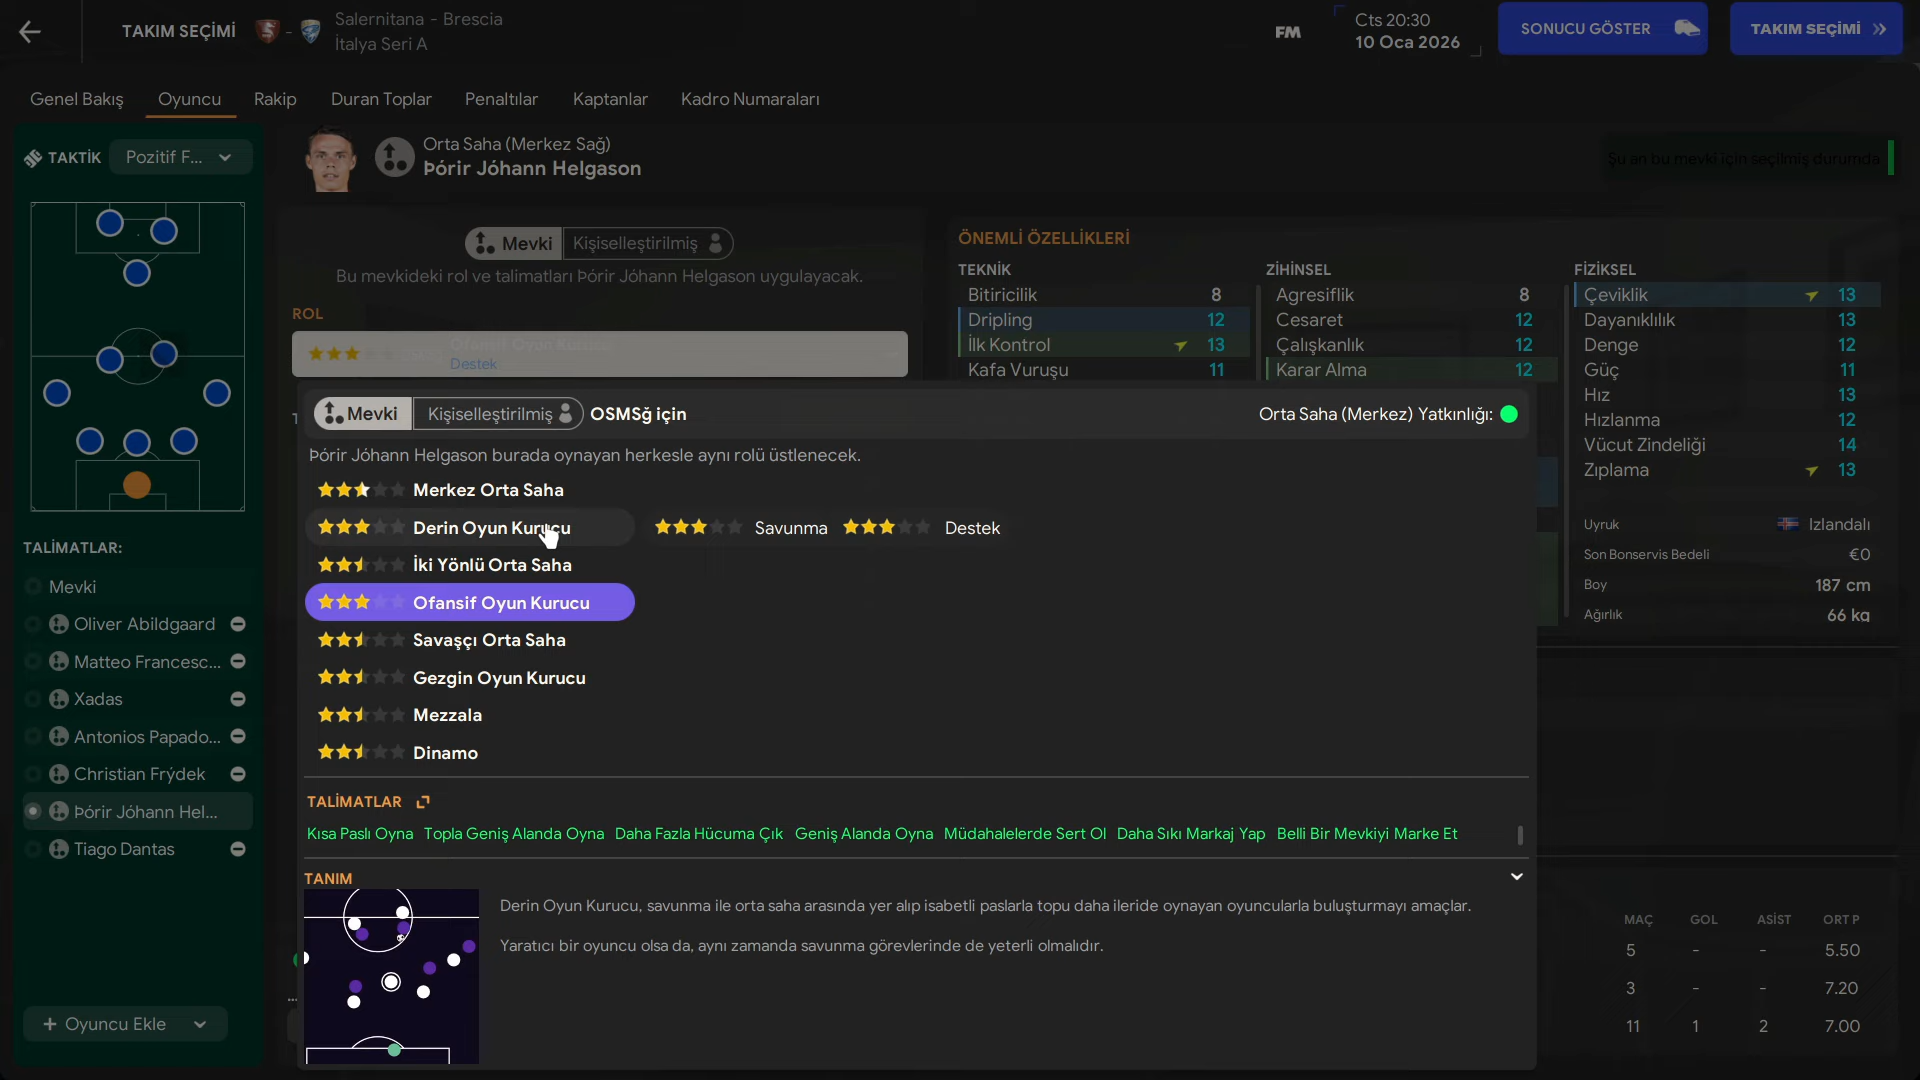 TAKIM SEÇİMİ
Salernitana - Brescia
İtalya Seri A
FM
Cts 20:30
10 Oca 2026
SONUCU GÖSTER
TAKIM SEÇİMİ
Genel Bakış Oyuncu Rakip Duran Toplar Penaltılar Kaptanlar Kadro Numaraları
TAKTİK
Pozitif F...
Orta Saha (Merkez Sağ)
Þórir Jóhann Helgason
Şu an bu mevki için seçilmiş durumda
Mevki Kişiselleştirilmiş
Bu mevkideki rol ve talimatları Þórir Jóhann Helgason uygulayacak.
ROL
Ofansif Oyun Kurucu
Destek
ÖNEMLİ ÖZELLİKLERİ
TEKNİK ZİHİNSEL FİZİKSEL
Bitiricilik 8 Agresiflik 8 Çeviklik 13
Dripling 12 Cesaret 12 Dayanıklılık 13
İlk Kontrol 13 Çalışkanlık 12 Denge 12
Kafa Vuruşu 11 Karar Alma 12 Güç 11
Hız 13
Hızlanma 12
Vücut Zindeliği 14
Zıplama 13
Uyruk İzlandalı
Son Bonservis Bedeli €0
Boy 187 cm
Ağırlık 66 kg
Mevki Kişiselleştirilmiş OSMSğ için
Orta Saha (Merkez) Yatkınlığı:
Þórir Jóhann Helgason burada oynayan herkesle aynı rolü üstlenecek.
Merkez Orta Saha
Derin Oyun Kurucu Savunma Destek
İki Yönlü Orta Saha
Ofansif Oyun Kurucu
Savaşçı Orta Saha
Gezgin Oyun Kurucu
Mezzala
Dinamo
TALİMATLAR
Kısa Paslı Oyna Topla Geniş Alanda Oyna Daha Fazla Hücuma Çık Geniş Alanda Oyna Müdahalelerde Sert Ol Daha Sıkı Markaj Yap Belli Bir Mevkiyi Marke Et
TANIM
Derin Oyun Kurucu, savunma ile orta saha arasında yer alıp isabetli paslarla topu daha ileride oynayan oyuncularla buluşturmayı amaçlar.
Yaratıcı bir oyuncu olsa da, aynı zamanda savunma görevlerinde de yeterli olmalıdır.
TALİMATLAR:
Mevki
Oliver Abildgaard
Matteo Francesc...
Xadas
Antonios Papado...
Christian Frýdek
Þórir Jóhann Hel...
Tiago Dantas
+ Oyuncu Ekle
MAÇ GOL ASİST ORT P
5 - - 5.50
3 - - 7.20
11 1 2 7.00